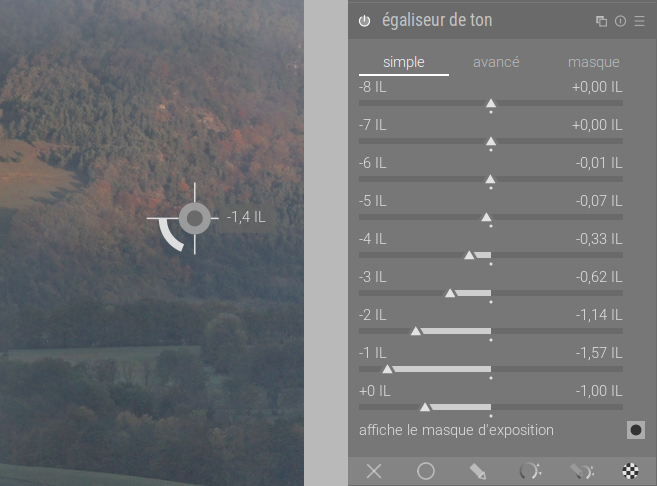 égaliseur de ton
simple avancé masque
-8 IL +0,00 IL
-7 IL +0,00 IL
-6 IL -0,01 IL
-5 IL -0,07 IL
-1,4 IL
-4 IL -0,33 IL
-3 IL -0,62 IL
-2 IL -1,14 IL
-1 IL -1,57 IL
+0 IL -1,00 IL
affiche le masque d'exposition